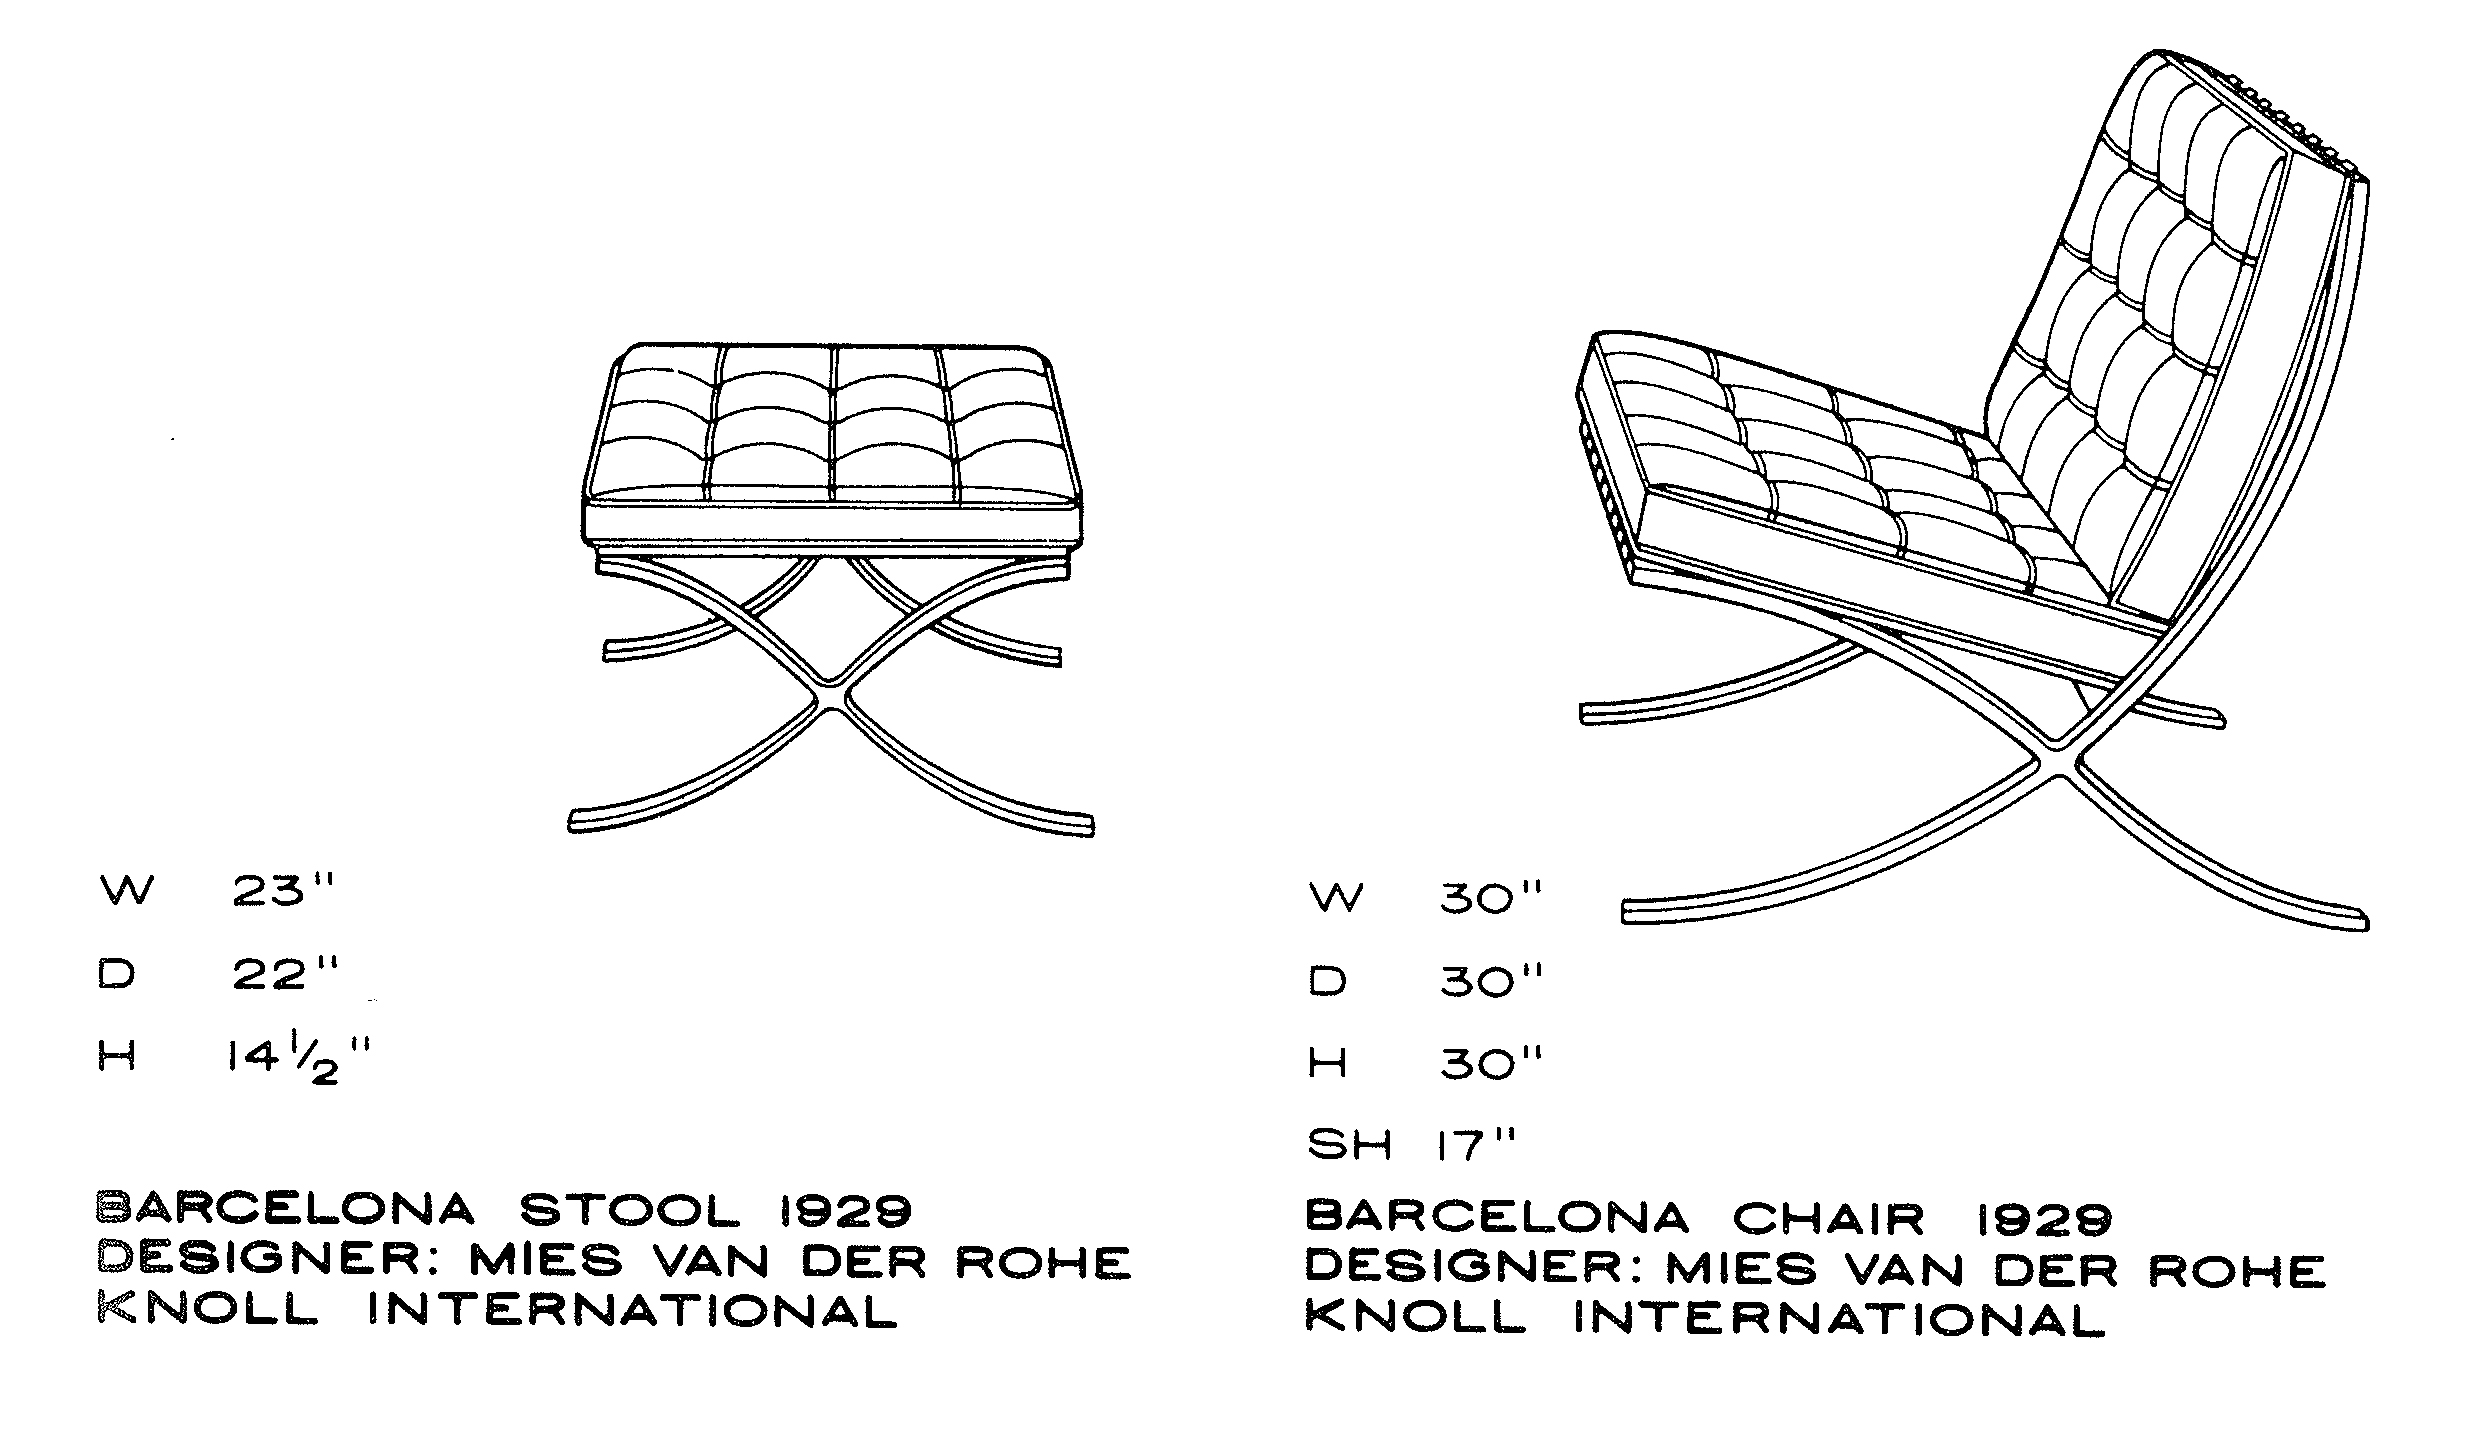 W 23"
D 22"
H 14 1/2"
BARCELONA STOOL 1929
DESIGNER: MIES VAN DER ROHE
KNOLL INTERNATIONAL
W 30"
D 30"
H 30"
SH 17"
BARCELONA CHAIR 1929
DESIGNER: MIES VAN DER ROHE
KNOLL INTERNATIONAL